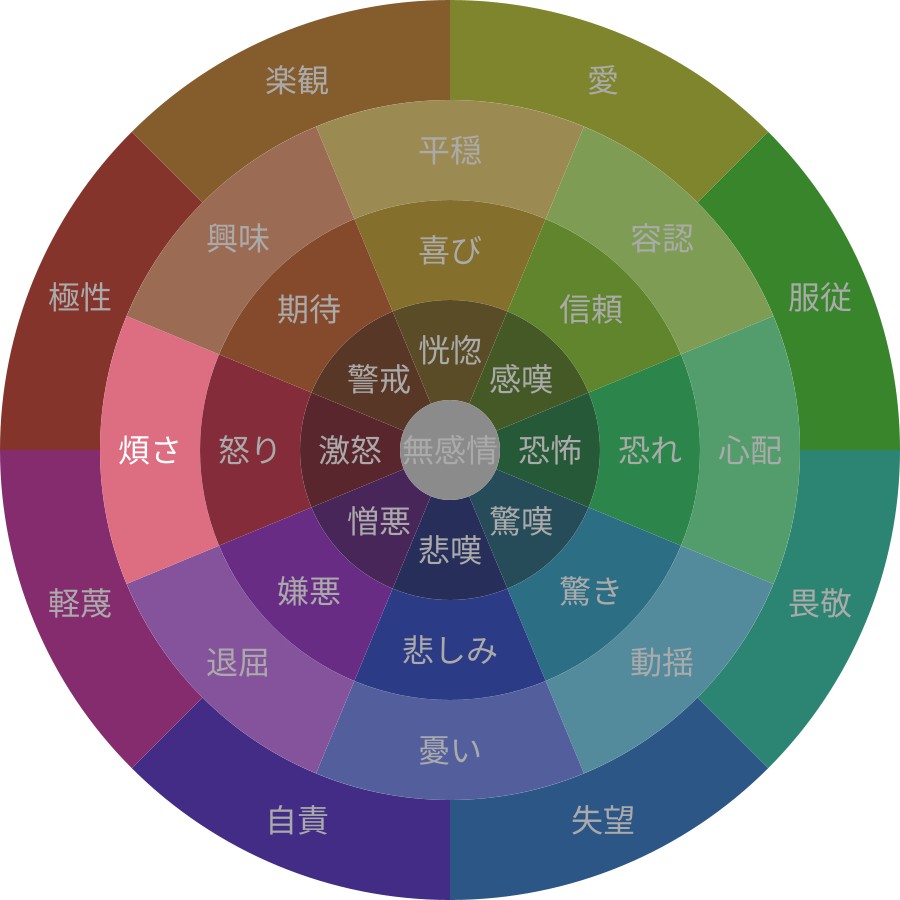 楽観
愛
平穏
興味
容認
喜び
極性
期待
信頼
服従
恍惚
警戒
感嘆
煩さ
怒り
激怒
無感情
恐怖
恐れ
心配
憎悪
驚嘆
悲嘆
軽蔑
嫌悪
驚き
畏敬
悲しみ
退屈
動揺
憂い
自責
失望